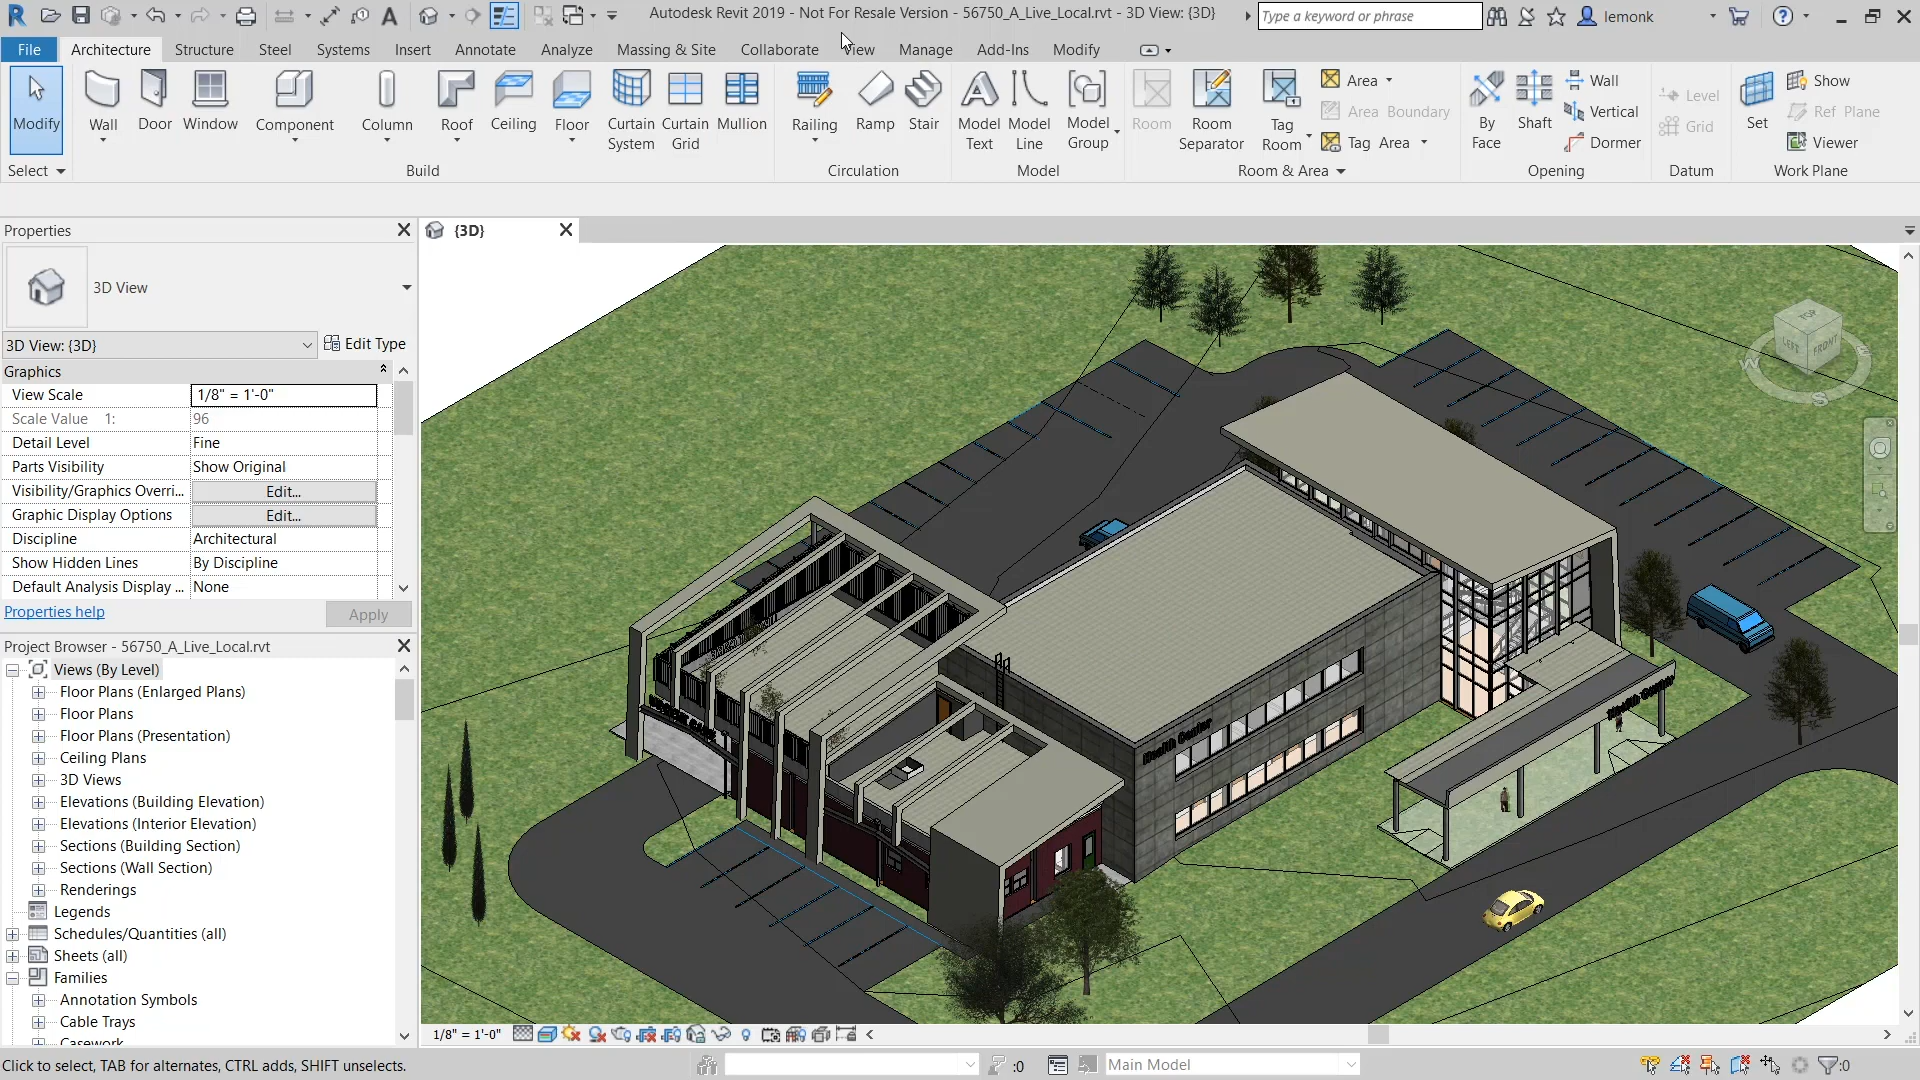 Autodesk Revit 2019 - Not For Resale Version - 56750_A_Live_Local.rvt - 3D View: {3D}
Type a keyword or phrase
lemonk
File Architecture Structure Steel Systems Insert Annotate Analyze Massing & Site Collaborate View Manage Add-Ins Modify
Modify
Wall
Door
Window
Component
Column
Roof
Ceiling
Floor
Curtain System
Curtain Grid
Mullion
Railing
Ramp
Stair
Model Text
Model Line
Model Group
Room
Room Separator
Tag Room
Area
Area Boundary
Tag Area
By Face
Shaft
Wall
Vertical
Dormer
Level
Grid
Set
Show
Ref Plane
Viewer
Select
Build
Circulation
Model
Room & Area
Opening
Datum
Work Plane
Properties
{3D}
3D View
3D View: {3D}
Edit Type
Graphics
View Scale 1/8" = 1'-0"
Scale Value 1: 96
Detail Level Fine
Parts Visibility Show Original
Visibility/Graphics Overri... Edit...
Graphic Display Options Edit...
Discipline Architectural
Show Hidden Lines By Discipline
Default Analysis Display ... None
Properties help
Apply
Project Browser - 56750_A_Live_Local.rvt
Views (By Level)
Floor Plans (Enlarged Plans)
Floor Plans
Floor Plans (Presentation)
Ceiling Plans
3D Views
Elevations (Building Elevation)
Elevations (Interior Elevation)
Sections (Building Section)
Sections (Wall Section)
Renderings
Legends
Schedules/Quantities (all)
Sheets (all)
Families
Annotation Symbols
Cable Trays
Casework
TOP
LEFT
FRONT
W
S
Health Center
Health Center
1/8" = 1'-0"
Click to select, TAB for alternates, CTRL adds, SHIFT unselects.
:0
Main Model
:0